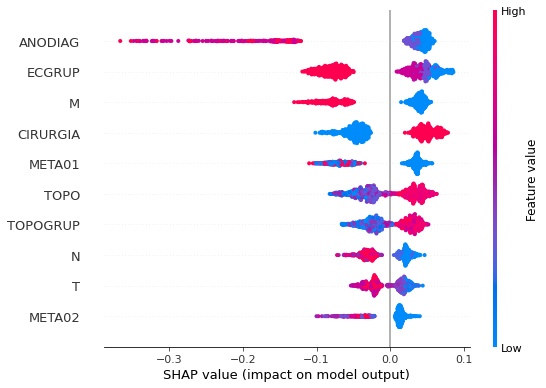 High
ANODIAG
ECGRUP
M
CIRURGIA
META01
TOPO
TOPOGRUP
N
T
META02
Feature value
Low
−0.3 −0.2 −0.1 0.0 0.1
SHAP value (impact on model output)